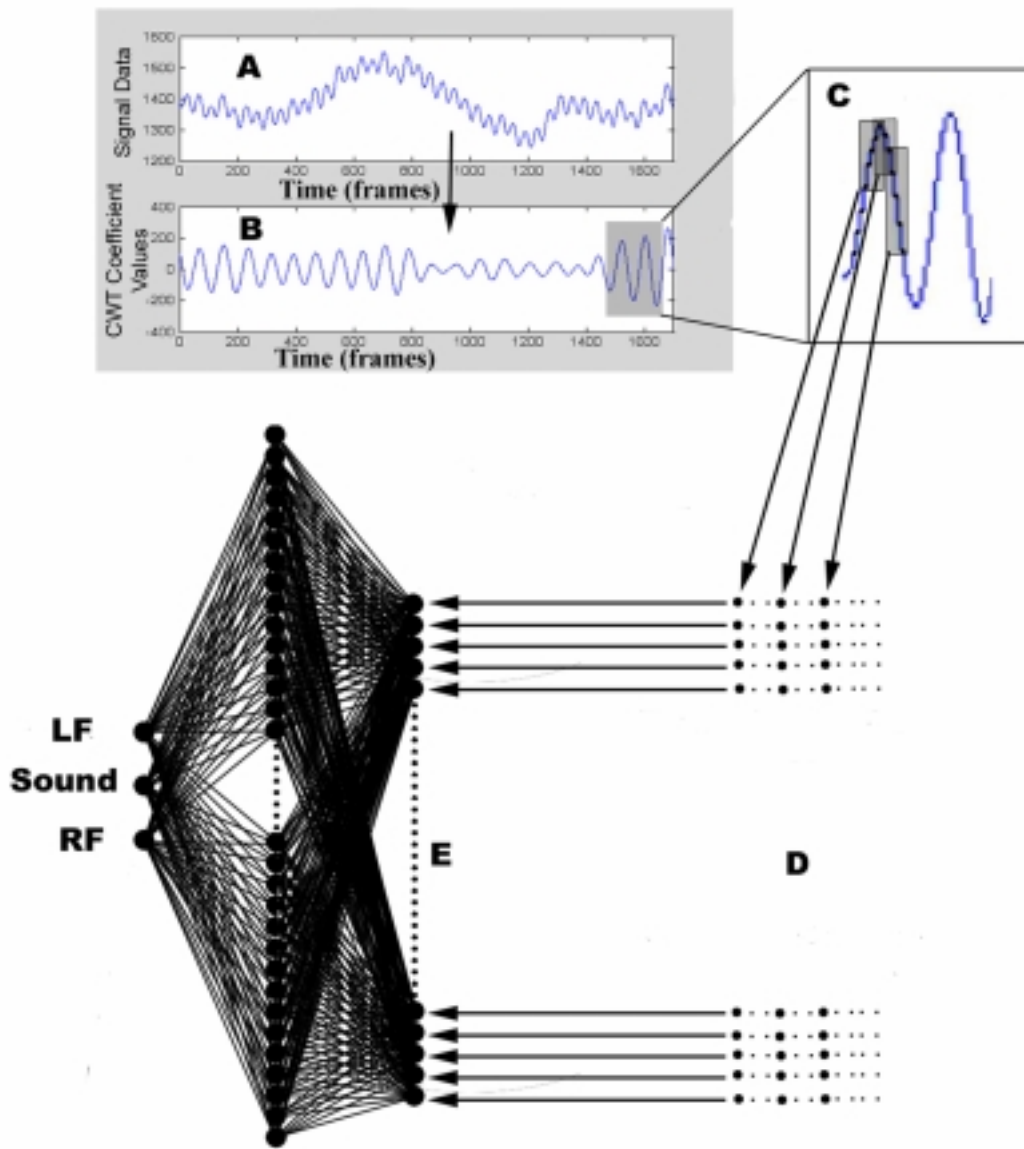 A
Signal Data
1600
1500
1400
1300
1200
0 200 400 600 800 1000 1200 1400 1600
Time (frames)
B
CWT Coefficient
Values
400
200
0
-200
-400
0 200 400 600 800 1000 1200 1400 1600
Time (frames)
C
LF
Sound
RF
E
D